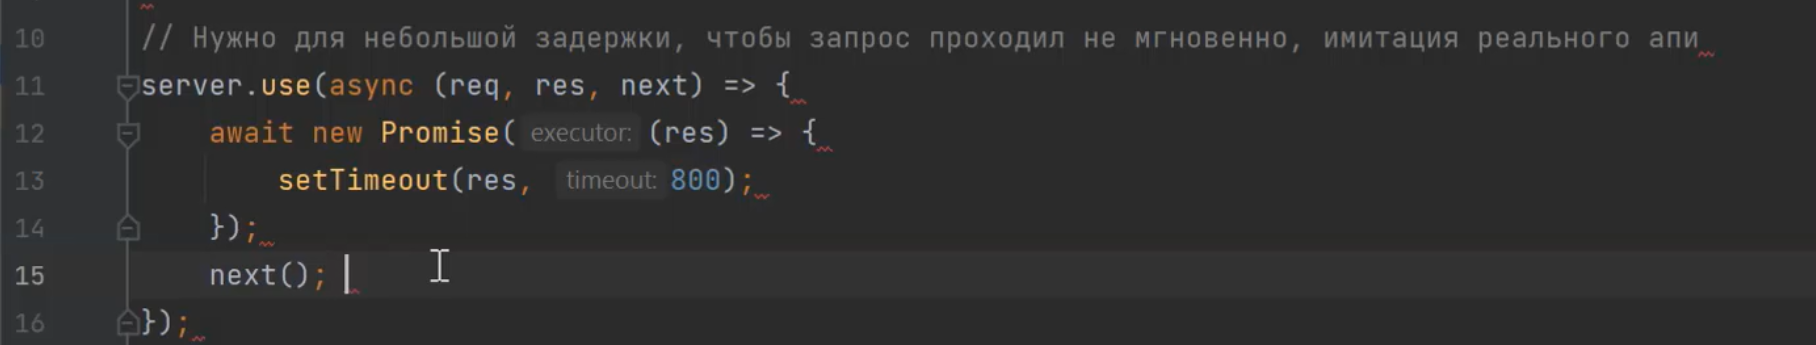 10 // Нужно для небольшой задержки, чтобы запрос проходил не мгновенно, имитация реального апи
11 server.use(async (req, res, next) => {
12 await new Promise( executor: (res) => {
13 setTimeout(res, timeout: 800);
14 });
15 next();
16 });